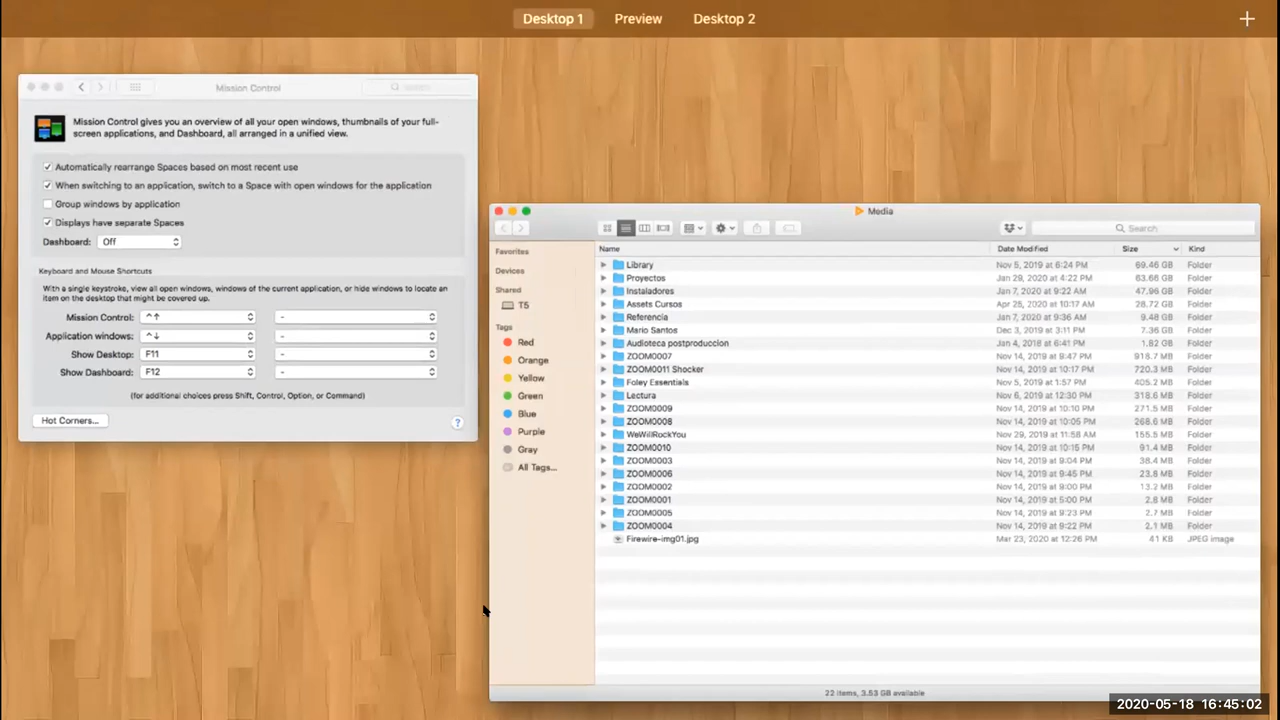 Desktop 1 Preview Desktop 2
Mission Control
Mission Control gives you an overview of all your open windows, thumbnails of your full-
screen applications, and Dashboard, all arranged in a unified view.
Automatically rearrange Spaces based on most recent use
When switching to an application, switch to a Space with open windows for the application
Group windows by application
Displays have separate Spaces
Dashboard: Off
Keyboard and Mouse Shortcuts
With a single keystroke, view all open windows, windows of the current application, or hide windows to locate an
item on the desktop that might be covered up.
Mission Control: ^↑ -
Application windows: ^↓ -
Show Desktop: F11 -
Show Dashboard: F12 -
(for additional choices press Shift, Control, Option, or Command)
Hot Corners... ?
Media
Search
Favorites
Devices
Shared
T5
Tags
Red
Orange
Yellow
Green
Blue
Purple
Gray
All Tags...
Name Date Modified Size Kind
Library Nov 5, 2019 at 6:24 PM 69.46 GB Folder
Proyectos Jan 29, 2020 at 4:22 PM 63.66 GB Folder
Instaladores Jan 7, 2020 at 9:22 AM 47.96 GB Folder
Assets Cursos Apr 25, 2020 at 10:17 AM 28.72 GB Folder
Referencia Jan 7, 2020 at 9:36 AM 9.48 GB Folder
Mario Santos Dec 3, 2019 at 3:11 PM 7.36 GB Folder
Audioteca postproduccion Jan 4, 2018 at 6:41 PM 1.82 GB Folder
ZOOM0007 Nov 14, 2019 at 9:47 PM 918.7 MB Folder
ZOOM0011 Shocker Nov 14, 2019 at 10:22 PM 720.3 MB Folder
Foley Essentials Nov 5, 2019 at 1:57 PM 405.2 MB Folder
Lectura Nov 6, 2019 at 12:30 PM 318.6 MB Folder
ZOOM0009 Nov 14, 2019 at 10:10 PM 271.5 MB Folder
ZOOM0008 Nov 14, 2019 at 10:05 PM 268.6 MB Folder
WeWillRockYou Nov 29, 2019 at 11:58 AM 155.5 MB Folder
ZOOM0010 Nov 14, 2019 at 10:15 PM 91.4 MB Folder
ZOOM0003 Nov 14, 2019 at 9:04 PM 38.4 MB Folder
ZOOM0006 Nov 14, 2019 at 9:45 PM 23.8 MB Folder
ZOOM0002 Nov 14, 2019 at 9:00 PM 13.2 MB Folder
ZOOM0001 Nov 14, 2019 at 5:00 PM 2.8 MB Folder
ZOOM0005 Nov 14, 2019 at 9:23 PM 2.7 MB Folder
ZOOM0004 Nov 14, 2019 at 9:22 PM 2.1 MB Folder
Firewire-img01.jpg Mar 23, 2020 at 12:26 PM 41 KB JPEG image
22 items, 3.53 GB available
2020-05-18 16:45:02